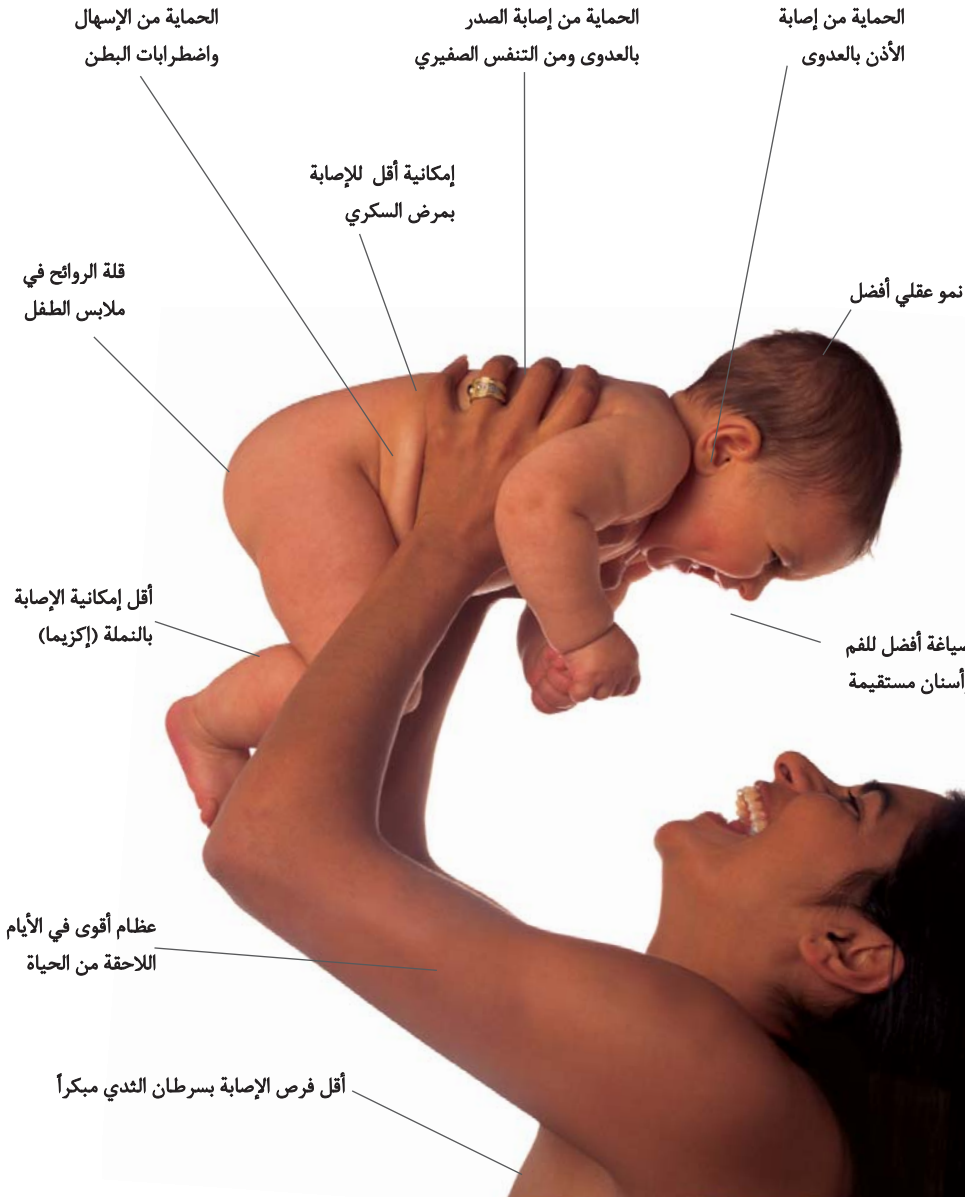 الحماية من إصابة
الأذن بالعدوى
الحماية من إصابة الصدر
بالعدوى ومن التنفس الصفيري
الحماية من الإسهال
واضطرابات البطن
إمكانية أقل للإصابة
بمرض السكري
قلة الروائح في
ملابس الطفل
نمو عقلي أفضل
أقل إمكانية الإصابة
بالنملة (إكزيما)
صياغة أفضل للفم
وأسنان مستقيمة
عظام أقوى في الأيام
اللاحقة من الحياة
أقل فرص الإصابة بسرطان الثدي مبكراً